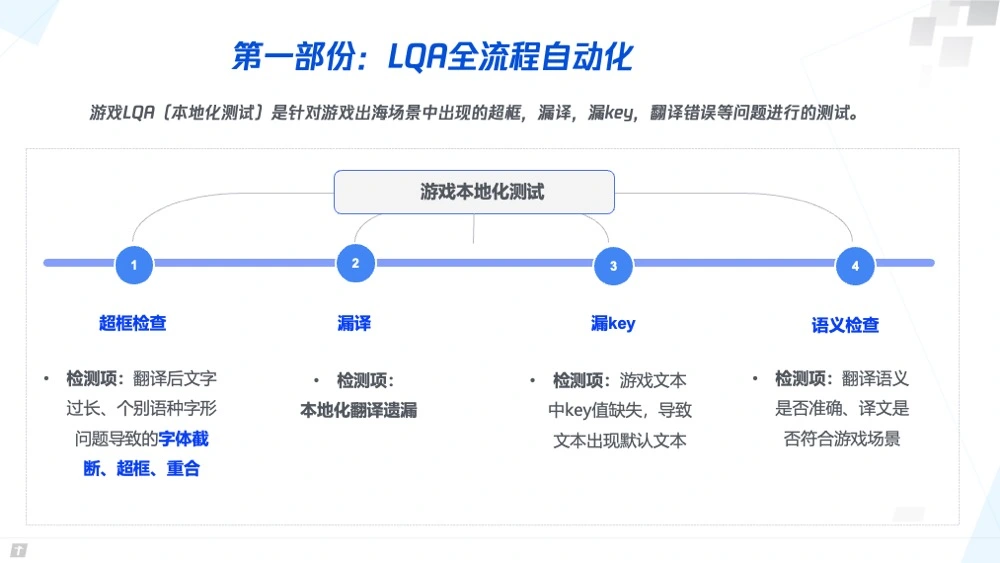 第一部份：LQA全流程自动化
游戏LQA（本地化测试）是针对游戏出海场景中出现的超框，漏译，漏key，翻译错误等问题进行的测试。
游戏本地化测试
1
2
3
4
超框检查
• 检测项：翻译后文字
过长、个别语种字形
问题导致的字体截
断、超框、重合
漏译
• 检测项：
本地化翻译遗漏
漏key
• 检测项：游戏文本
中key值缺失，导致
文本出现默认文本
语义检查
• 检测项：翻译语义
是否准确、译文是
否符合游戏场景
T